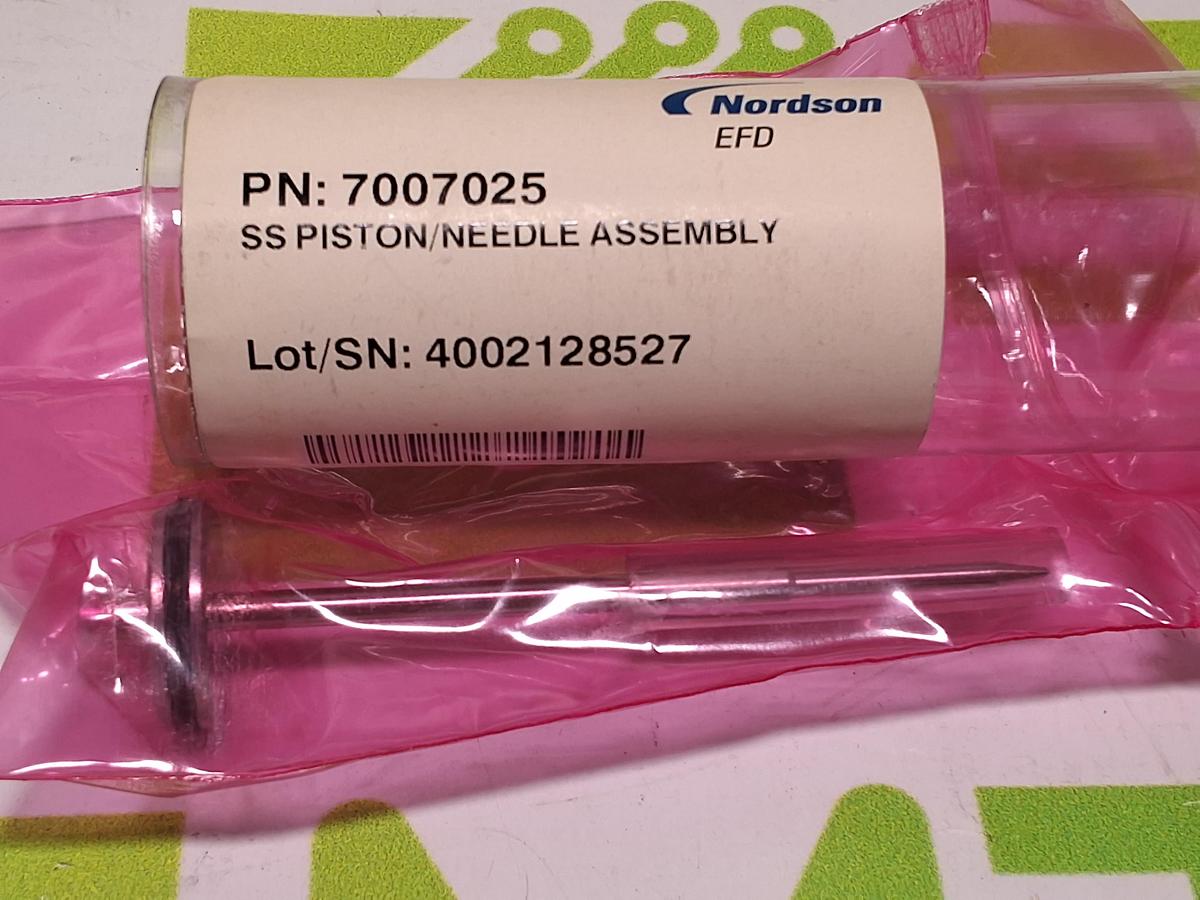 Nordson
EFD
PN: 7007025
SS PISTON/NEEDLE ASSEMBLY
Lot/SN: 4002128527